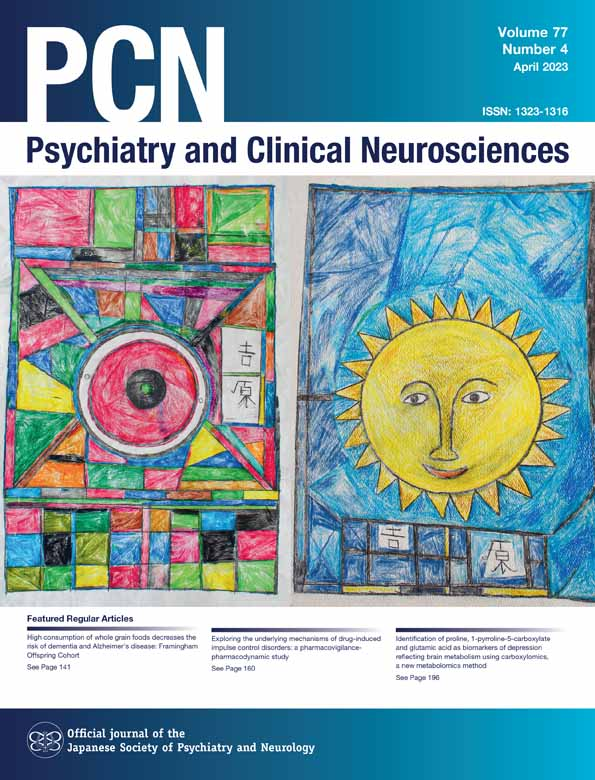 PCN
Volume 77
Number 4
April 2023
ISSN: 1323-1316
Psychiatry and Clinical Neurosciences
吉
原
吉
原
Featured Regular Articles
High consumption of whole grain foods decreases the
risk of dementia and Alzheimer's disease: Framingham
Offspring Cohort
See Page 141
Exploring the underlying mechanisms of drug-induced
impulse control disorders: a pharmacovigilance-
pharmacodynamic study
See Page 160
Identification of proline, 1-pyrroline-5-carboxylate
and glutamic acid as biomarkers of depression
reflecting brain metabolism using carboxylomics,
a new metabolomics method
See Page 196
Official journal of the
Japanese Society of Psychiatry and Neurology